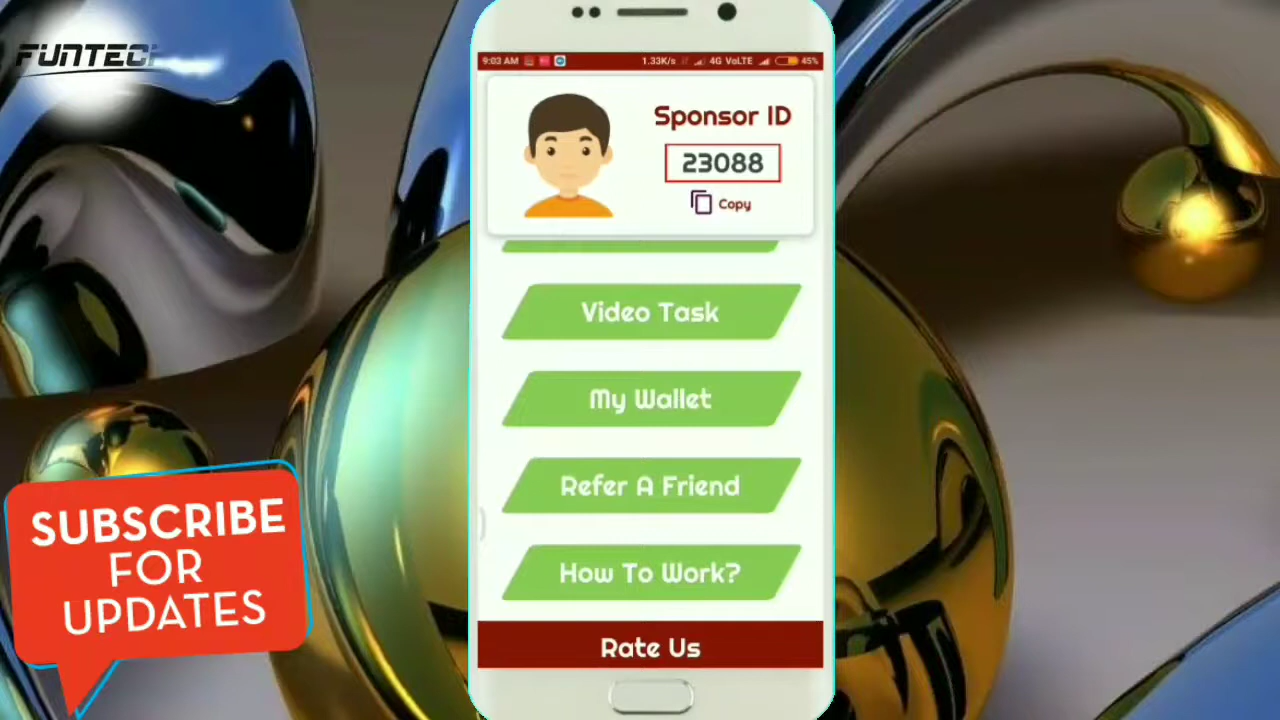 FUNTECH
9:03 AM 1.33K/s 4G VoLTE 45%
Sponsor ID
23088
Copy
Video Task
My Wallet
Refer A Friend
How To Work?
Rate Us
SUBSCRIBE
FOR
UPDATES